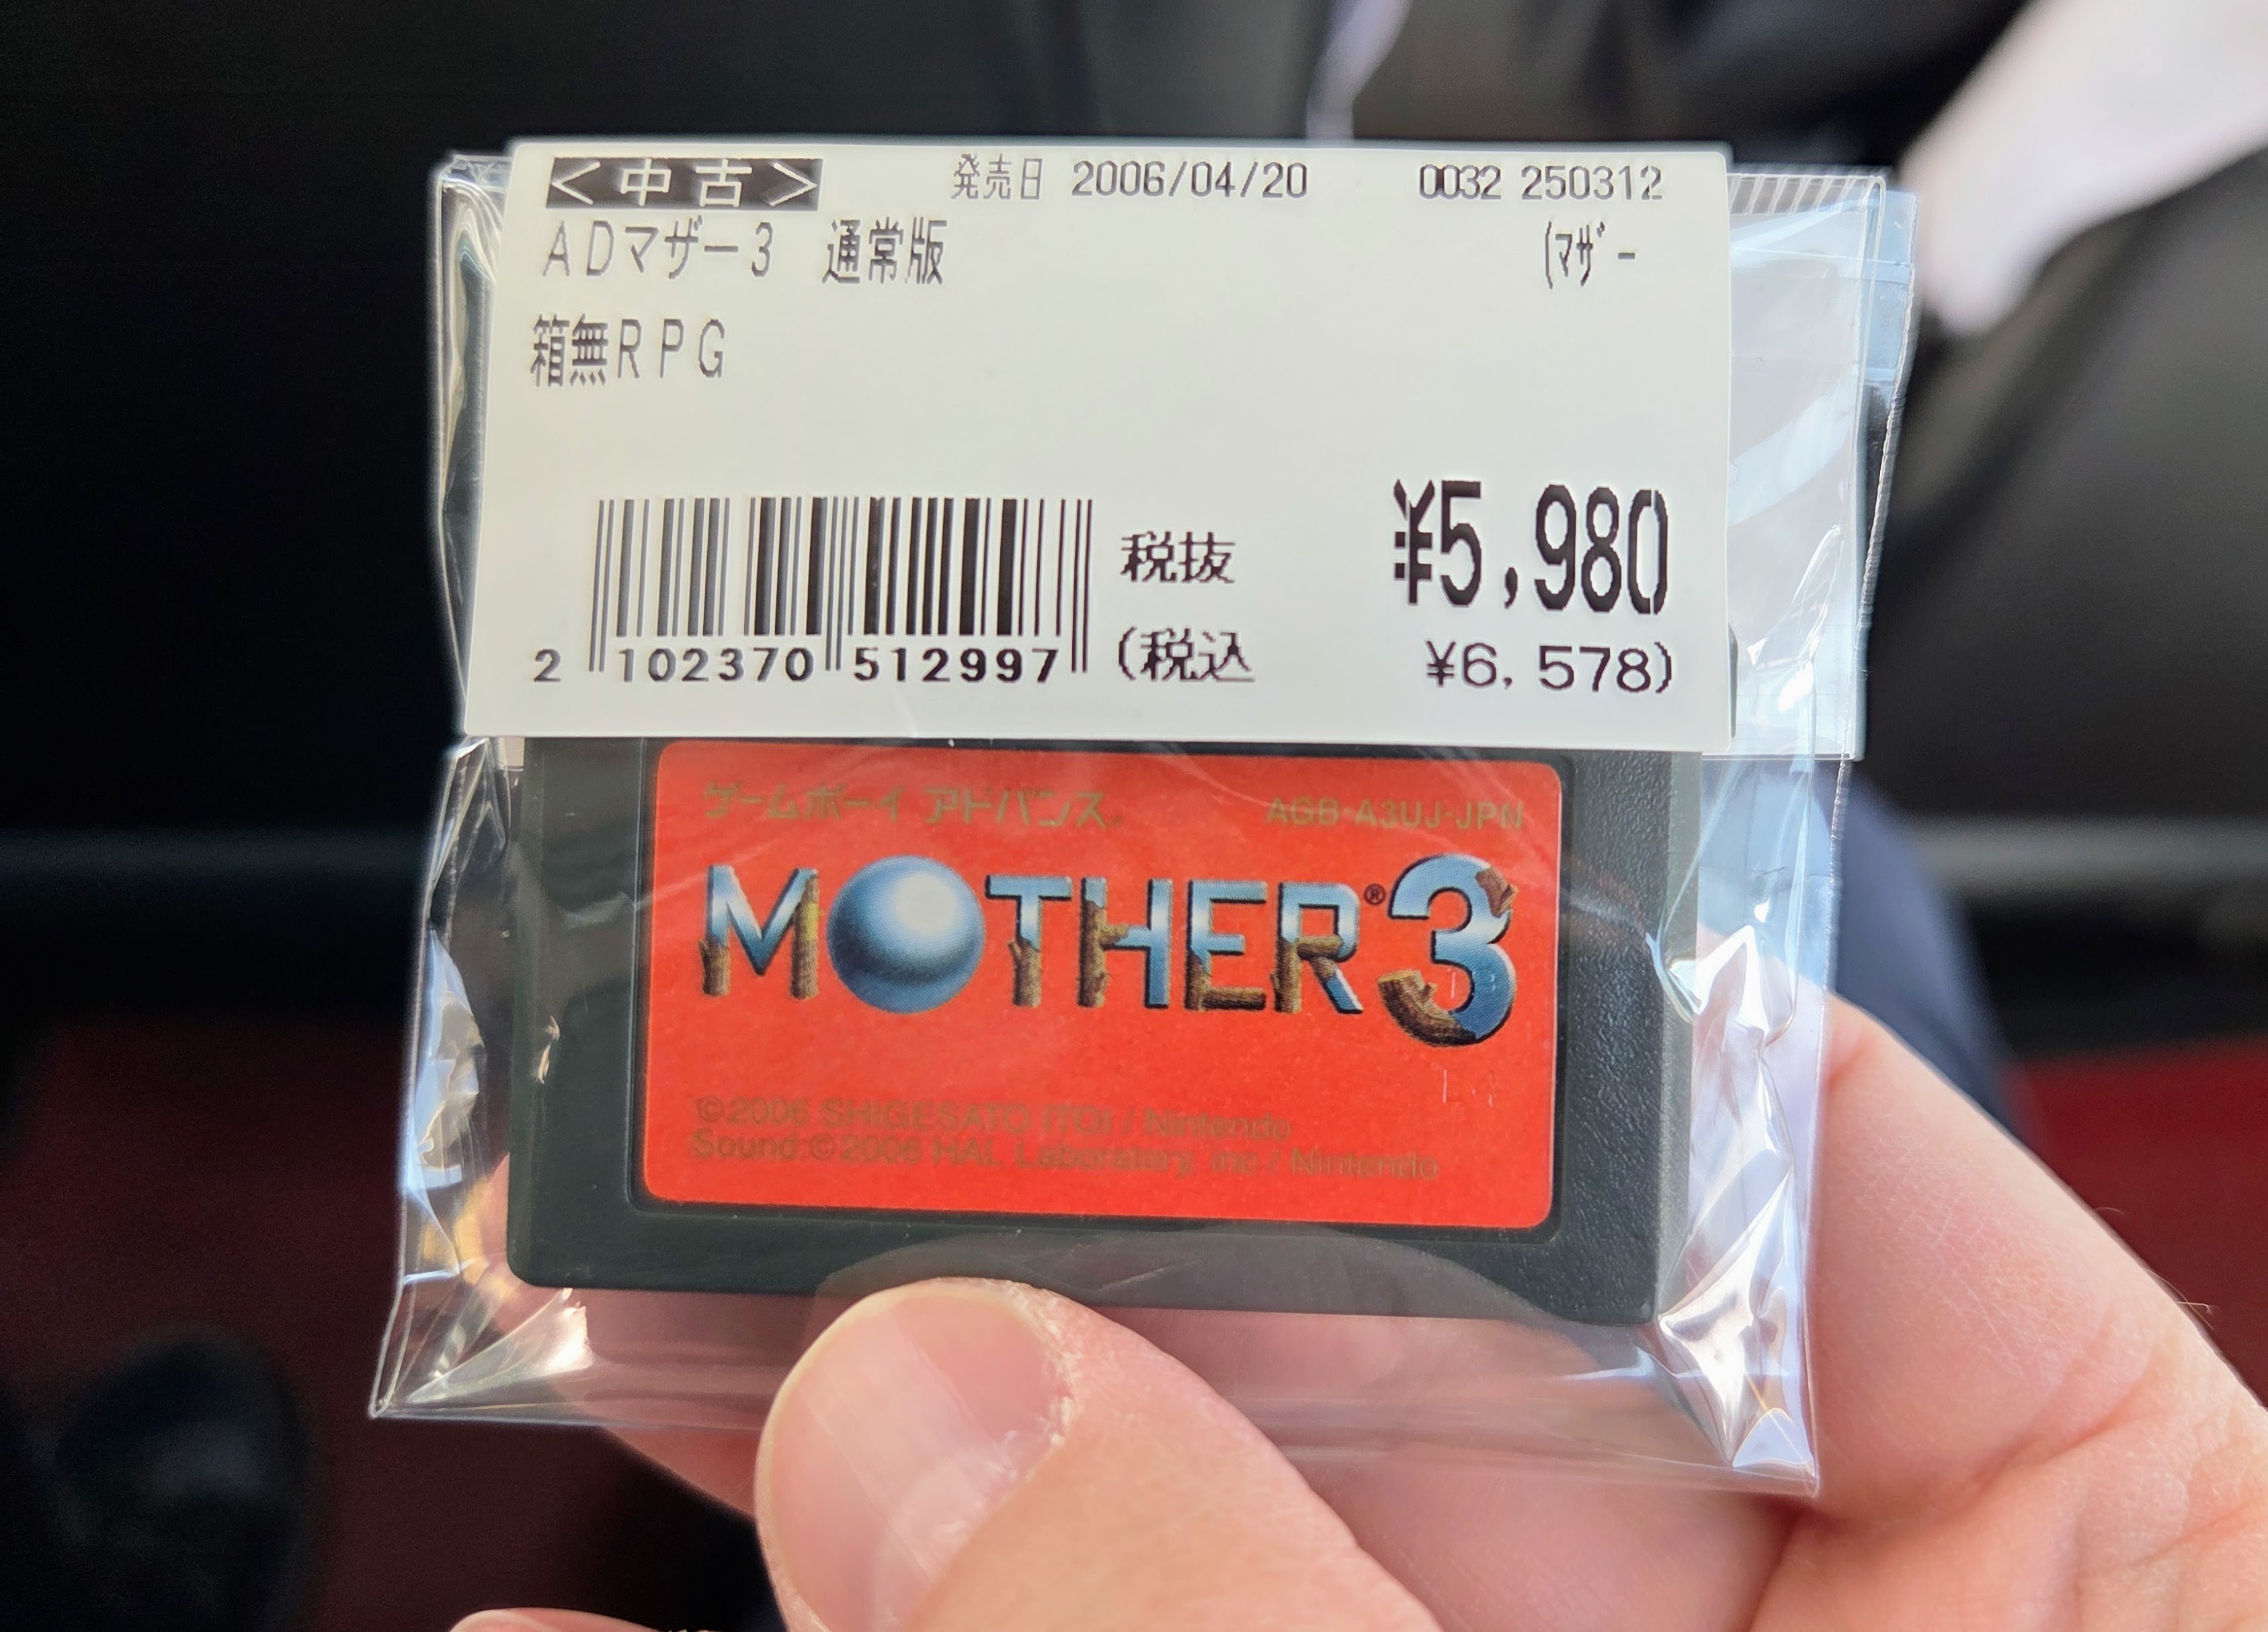 <中古> 発売日 2006/04/20 0032 250312
ADマザー3 通常版 (マザー
箱無RPG
税抜 ¥5,980
(税込 ¥6,578)
2 102370 512997
ゲームボーイ アドバンス AGB-A3UJ-JPN
MOTHER®3
©2006 SHIGESATO ITOI / Nintendo
Sound:©2006 HAL Laboratory, inc. / Nintendo